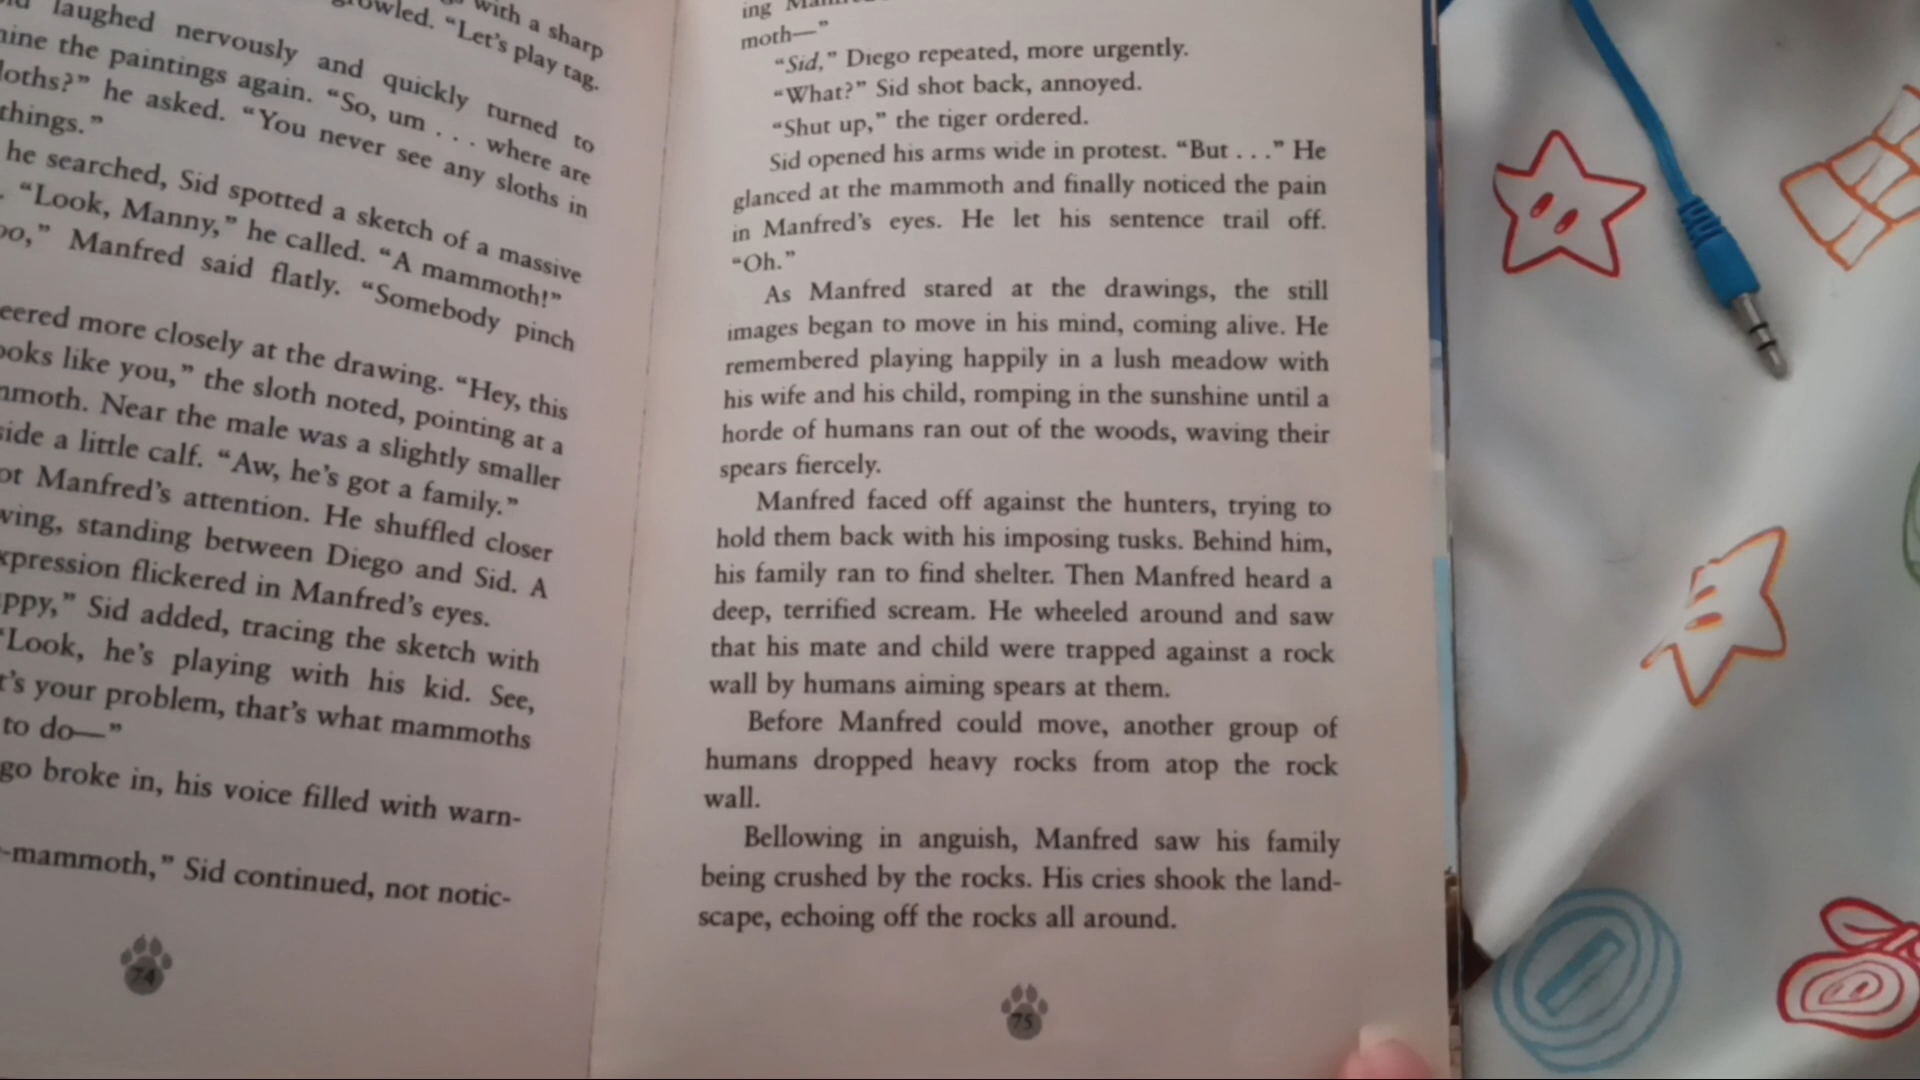 with a sharp
growled. “Let’s play tag.
laughed nervously and quickly turned to
the paintings again. “So, um . . . where are
he asked. “You never see any sloths in
things.”
he searched, Sid spotted a sketch of a massive
“Look, Manny,” he called. “A mammoth!”
Manfred said flatly. “Somebody pinch
more closely at the drawing. “Hey, this
like you,” the sloth noted, pointing at a
Near the male was a slightly smaller
a little calf. “Aw, he’s got a family.”
Manfred’s attention. He shuffled closer
standing between Diego and Sid. A
flickered in Manfred’s eyes.
Sid added, tracing the sketch with
“Look, he’s playing with his kid. See,
your problem, that’s what mammoths
to do—”
broke in, his voice filled with warn-
-mammoth,” Sid continued, not notic-
74
ing
moth—”
“Sid,” Diego repeated, more urgently.
“What?” Sid shot back, annoyed.
“Shut up,” the tiger ordered.
Sid opened his arms wide in protest. “But . . .” He
glanced at the mammoth and finally noticed the pain
in Manfred’s eyes. He let his sentence trail off.
“Oh.”
As Manfred stared at the drawings, the still
images began to move in his mind, coming alive. He
remembered playing happily in a lush meadow with
his wife and his child, romping in the sunshine until a
horde of humans ran out of the woods, waving their
spears fiercely.
Manfred faced off against the hunters, trying to
hold them back with his imposing tusks. Behind him,
his family ran to find shelter. Then Manfred heard a
deep, terrified scream. He wheeled around and saw
that his mate and child were trapped against a rock
wall by humans aiming spears at them.
Before Manfred could move, another group of
humans dropped heavy rocks from atop the rock
wall.
Bellowing in anguish, Manfred saw his family
being crushed by the rocks. His cries shook the land-
scape, echoing off the rocks all around.
75